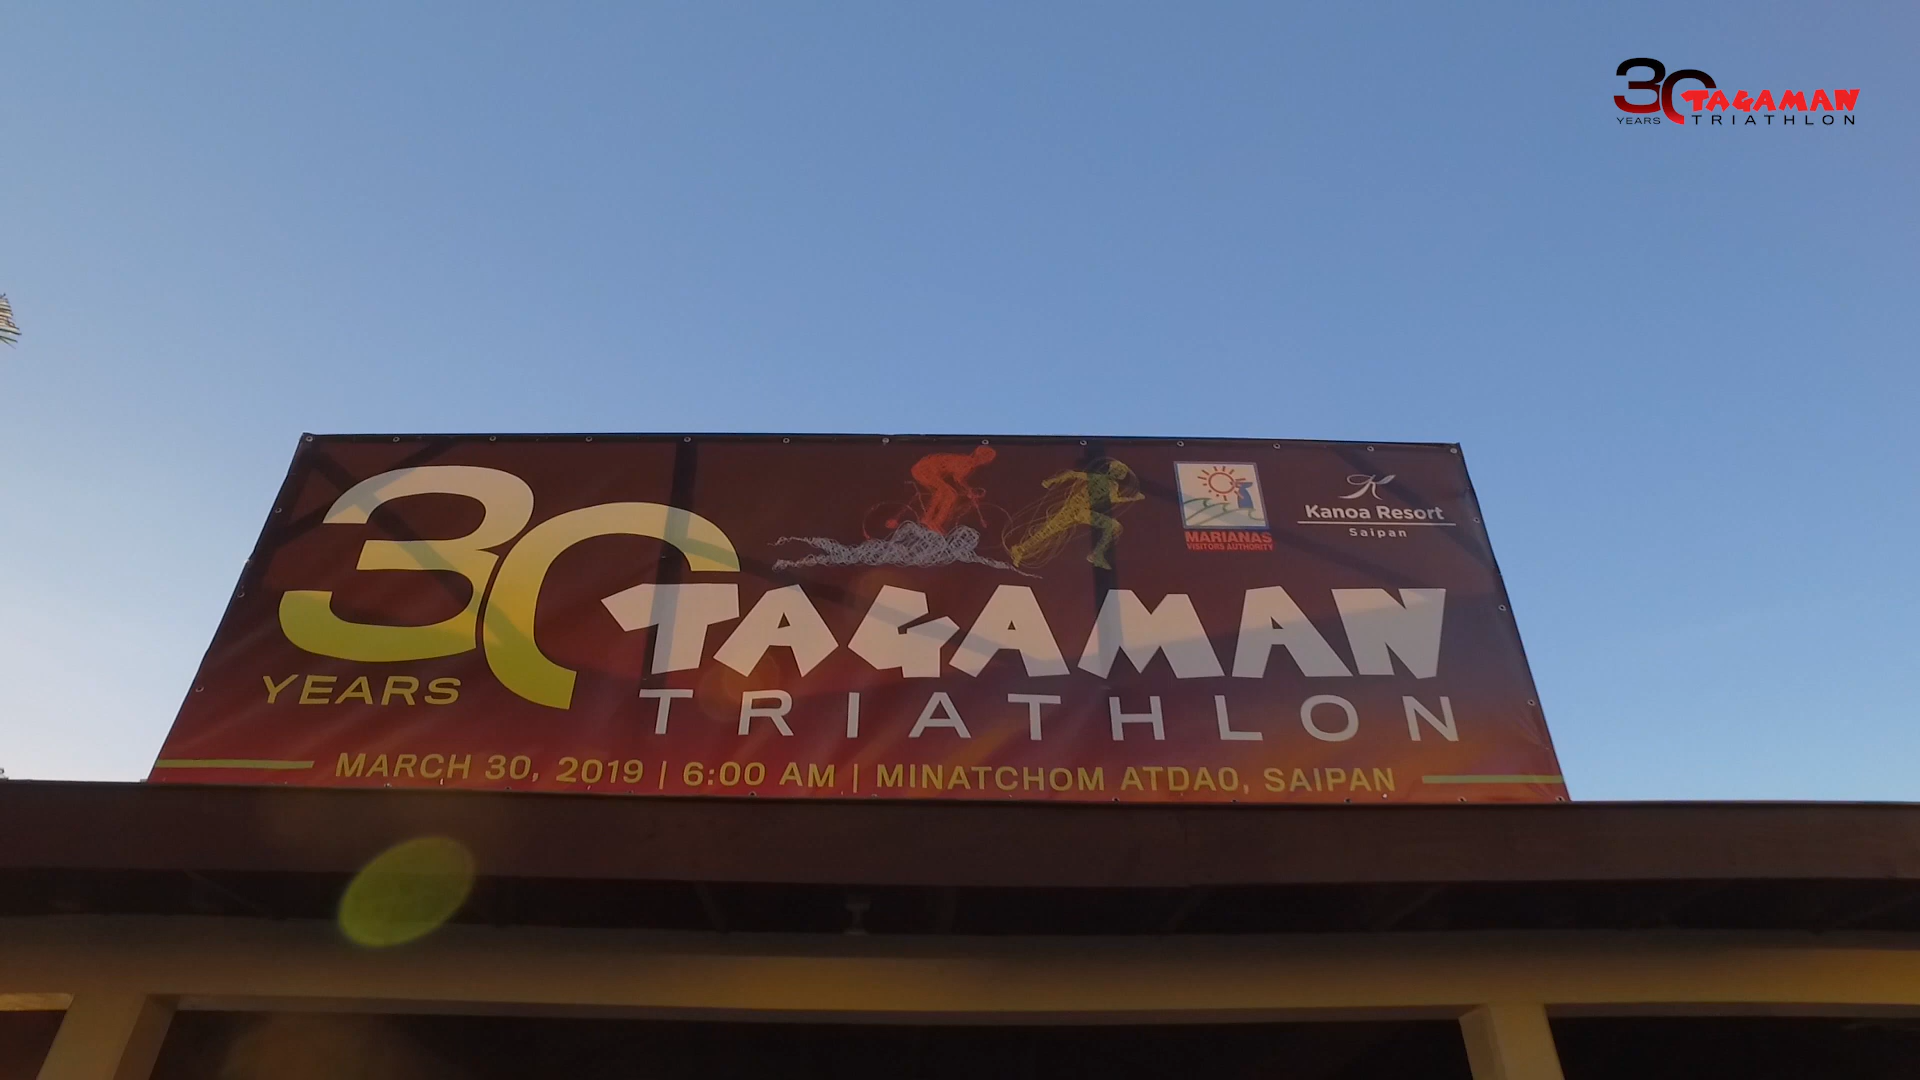 30 TAGAMAN
YEARS TRIATHLON
MARIANAS
VISITORS AUTHORITY
Kanoa Resort
Saipan
30 TAGAMAN
YEARS
TRIATHLON
MARCH 30, 2019 | 6:00 AM | MINATCHOM ATDAO, SAIPAN